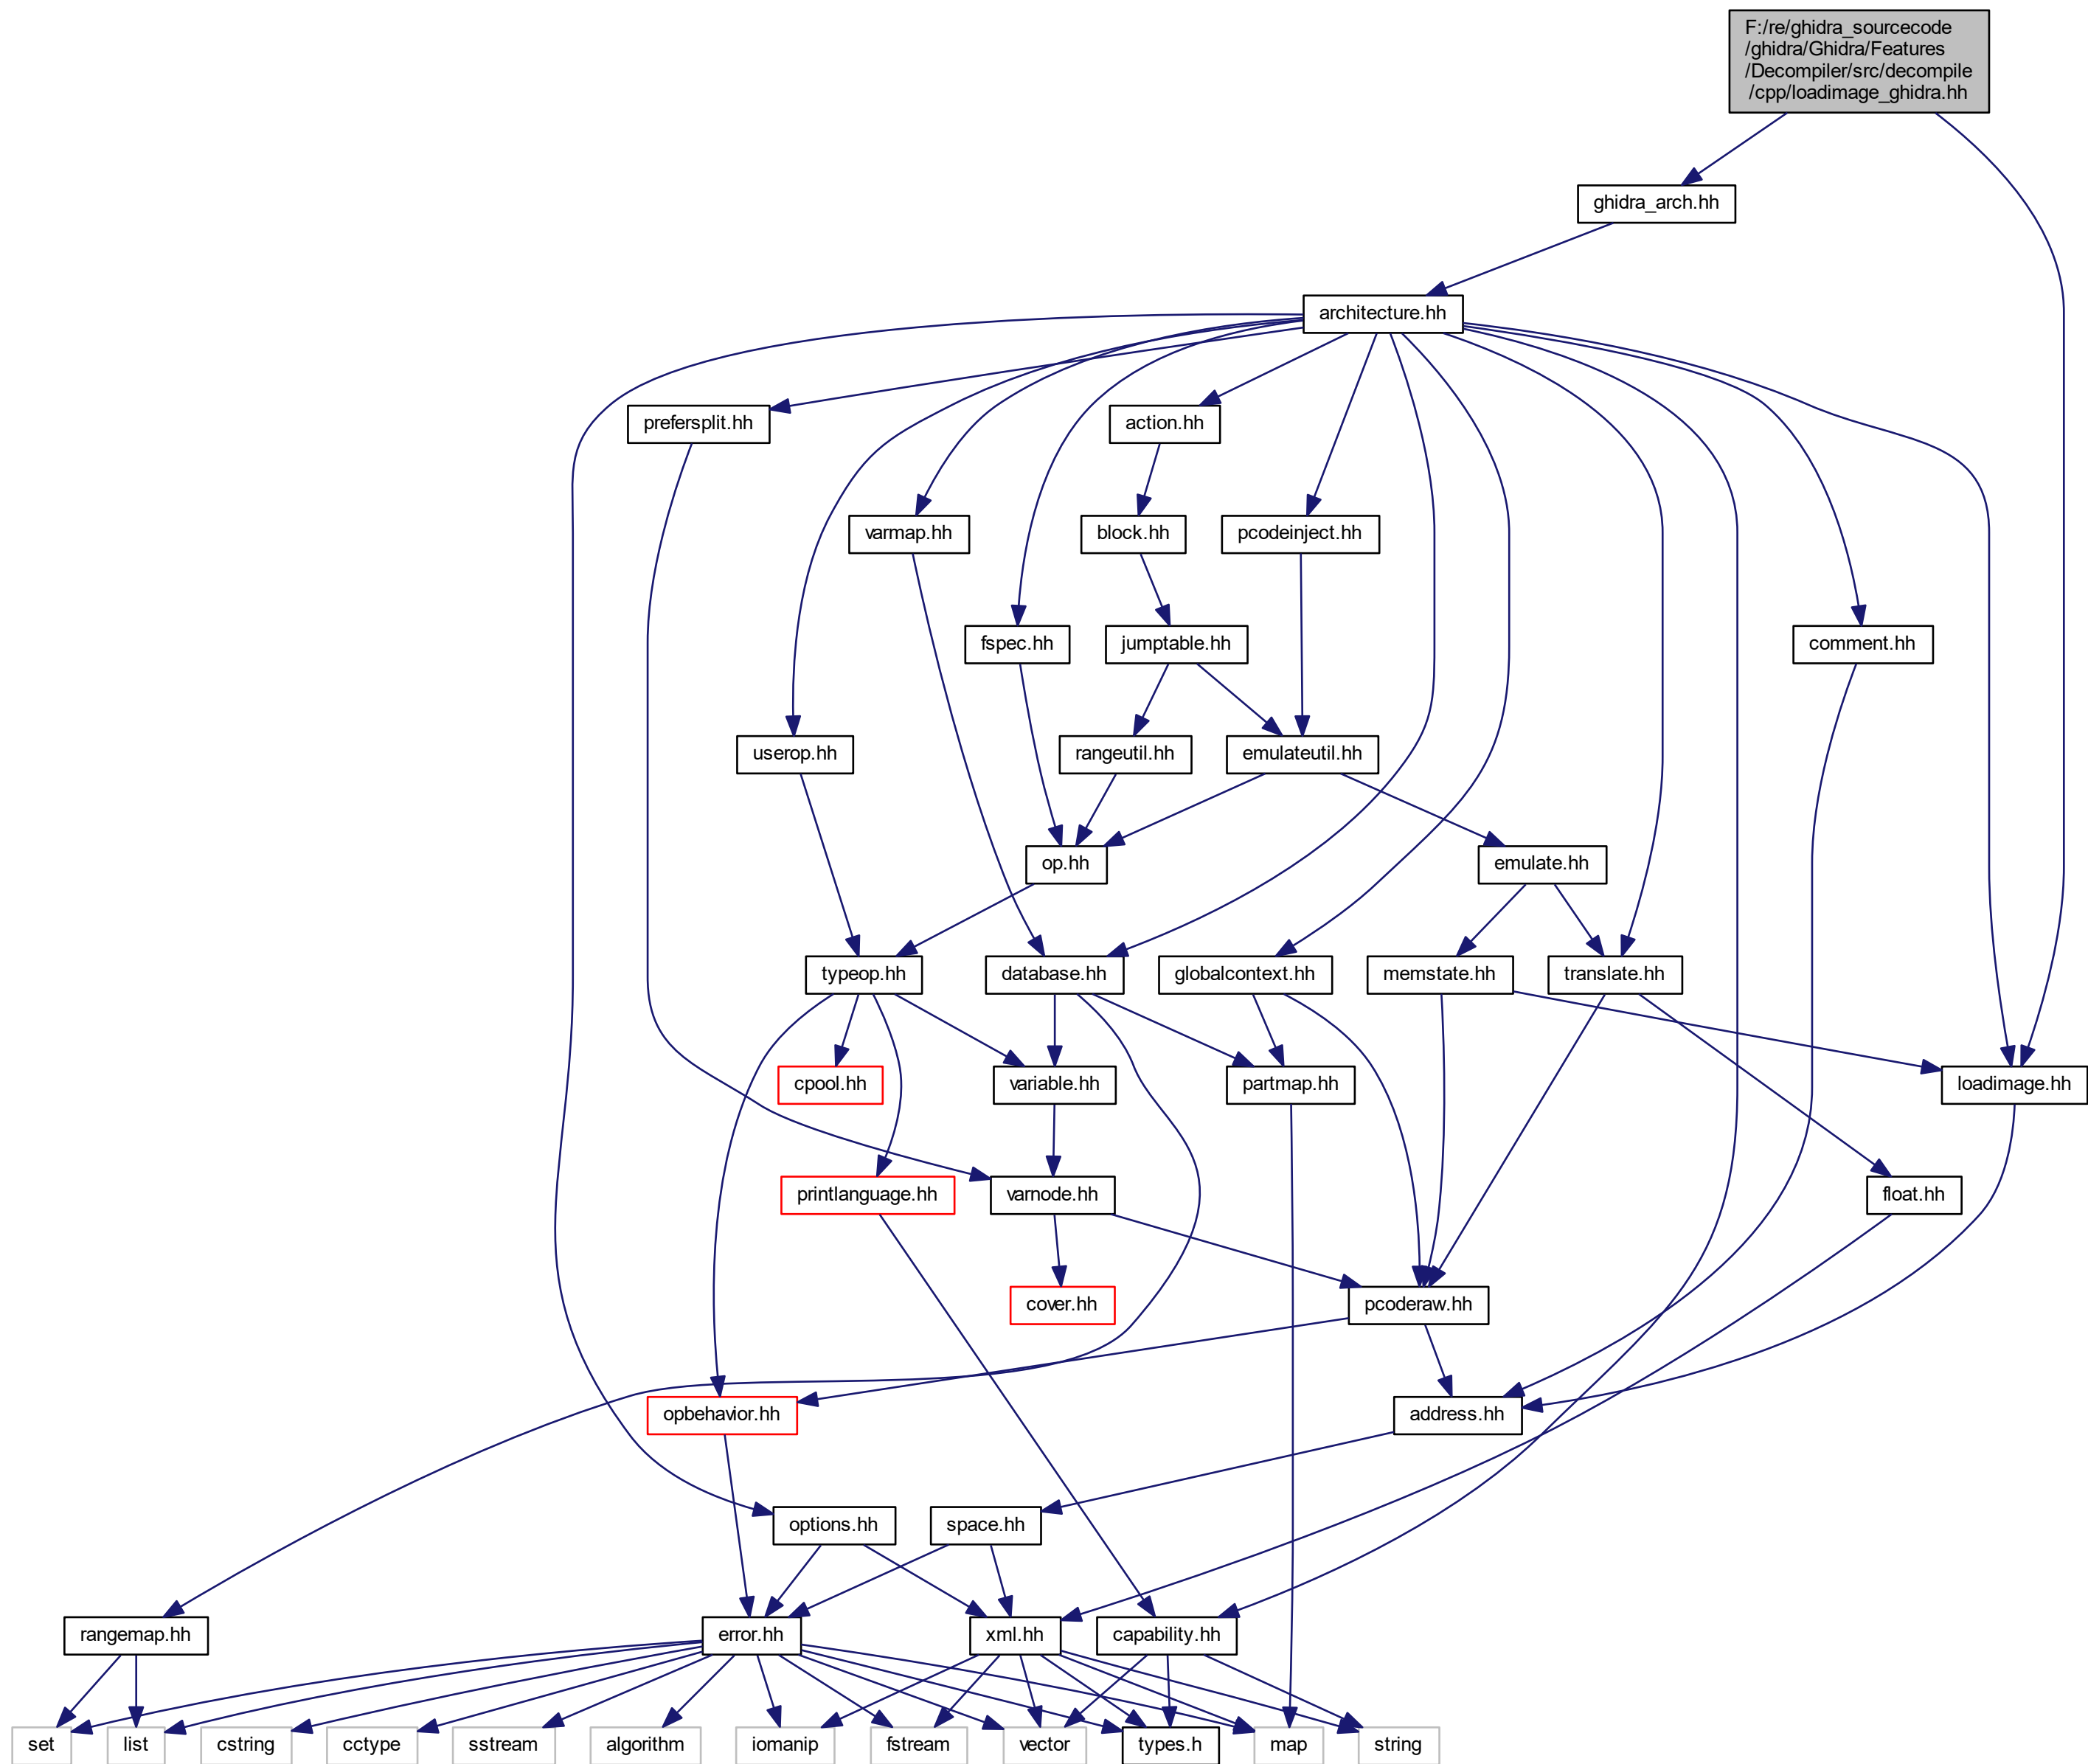 F:/re/ghidra_sourcecode
/ghidra/Ghidra/Features
/Decompiler/src/decompile
/cpp/loadimage_ghidra.hh
ghidra_arch.hh
architecture.hh
prefersplit.hh
action.hh
varmap.hh
block.hh
pcodeinject.hh
fspec.hh
jumptable.hh
comment.hh
userop.hh
rangeutil.hh
emulateutil.hh
op.hh
emulate.hh
typeop.hh
database.hh
globalcontext.hh
memstate.hh
translate.hh
cpool.hh
variable.hh
partmap.hh
loadimage.hh
printlanguage.hh
varnode.hh
float.hh
cover.hh
pcoderaw.hh
opbehavior.hh
address.hh
options.hh
space.hh
rangemap.hh
error.hh
xml.hh
capability.hh
set
list
cstring
cctype
sstream
algorithm
iomanip
fstream
vector
types.h
map
string